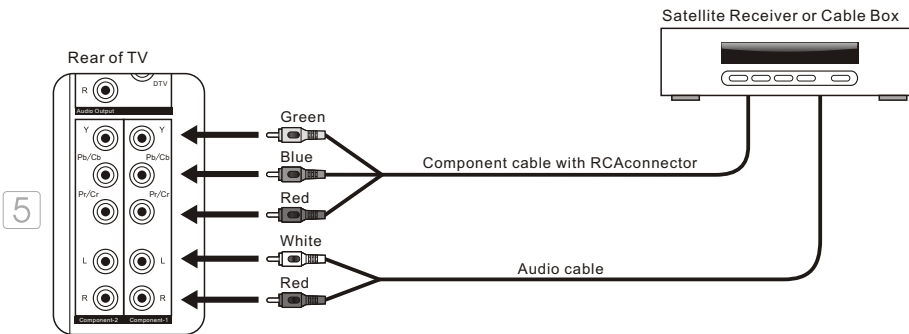 Satellite Receiver or Cable Box
Rear of TV
DTV
R
Audio Output
Green
Y Y
Blue
Component cable with RCAconnector
Pb/Cb Pb/Cb
Red
Pr/Cr Pr/Cr
5
White
L L
Audio cable
Red
R R
Component-2 Component-1